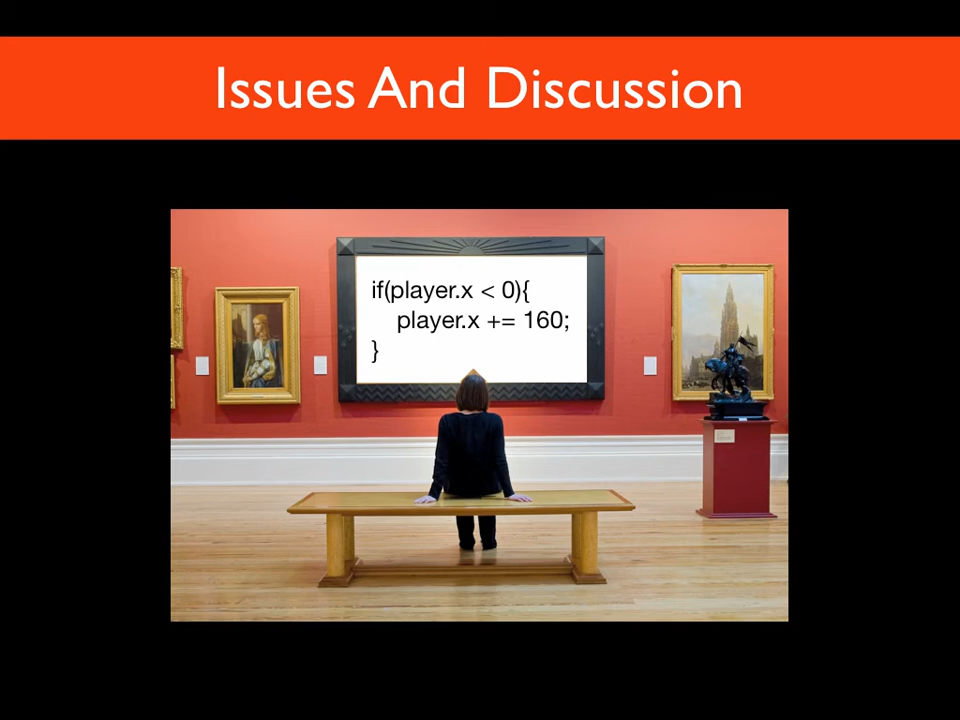 Issues And Discussion
if(player.x < 0){
player.x += 160;
}